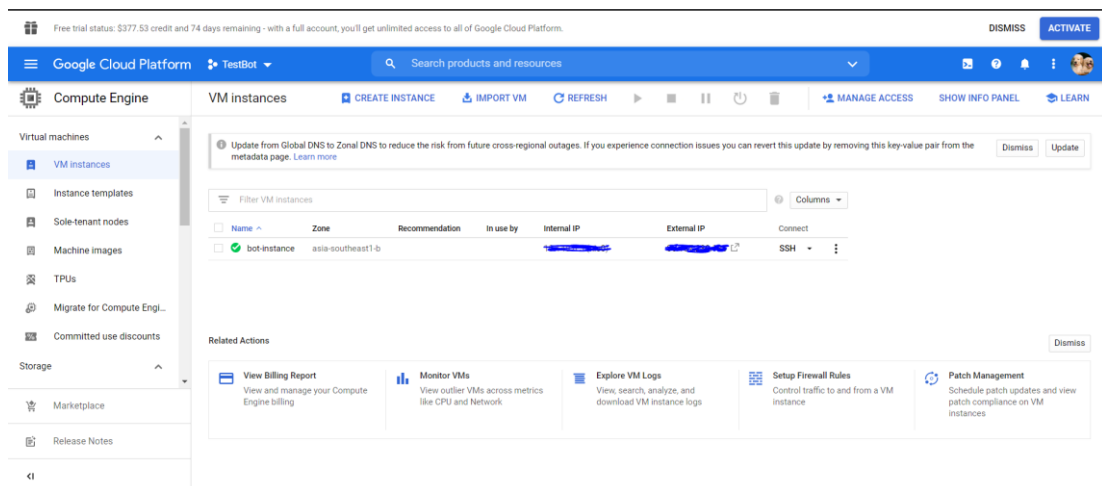 Free trial status: $377.53 credit and 74 days remaining - with a full account, you'll get unlimited access to all of Google Cloud Platform.
DISMISS
ACTIVATE
Google Cloud Platform
TestBot
Search products and resources
Compute Engine
VM instances
CREATE INSTANCE
IMPORT VM
REFRESH
MANAGE ACCESS
SHOW INFO PANEL
LEARN
Virtual machines
VM instances
Instance templates
Sole-tenant nodes
Machine images
TPUs
Migrate for Compute Engi...
Committed use discounts
Storage
Marketplace
Release Notes
Update from Global DNS to Zonal DNS to reduce the risk from future cross-regional outages. If you experience connection issues you can revert this update by removing this key-value pair from the
metadata page. Learn more
Dismiss
Update
Filter VM instances
Columns
Name Zone Recommendation In use by Internal IP External IP Connect
bot-instance asia-southeast1-b SSH
Related Actions
Dismiss
View Billing Report
View and manage your Compute
Engine billing
Monitor VMs
View outlier VMs across metrics
like CPU and Network
Explore VM Logs
View, search, analyze, and
download VM instance logs
Setup Firewall Rules
Control traffic to and from a VM
instance
Patch Management
Schedule patch updates and view
patch compliance on VM
instances